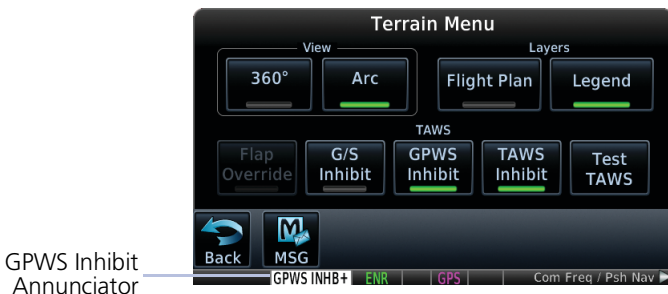 Terrain Menu
View
Layers
360°
Arc
Flight Plan
Legend
TAWS
Flap Override
G/S Inhibit
GPWS Inhibit
TAWS Inhibit
Test TAWS
Back
MSG
GPWS Inhibit
Annunciator
GPWS INHB+ ENR GPS Com Freq / Psh Nav